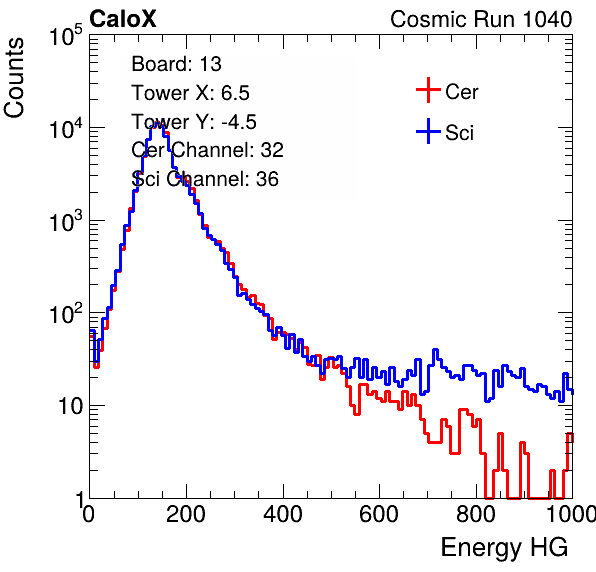 CaloX Cosmic Run 1040
Counts
10^5
10^4
10^3
10^2
10
1
Board: 13
Tower X: 6.5
Tower Y: -4.5
Cer Channel: 32
Sci Channel: 36
Cer
Sci
0 200 400 600 800 1000
Energy HG